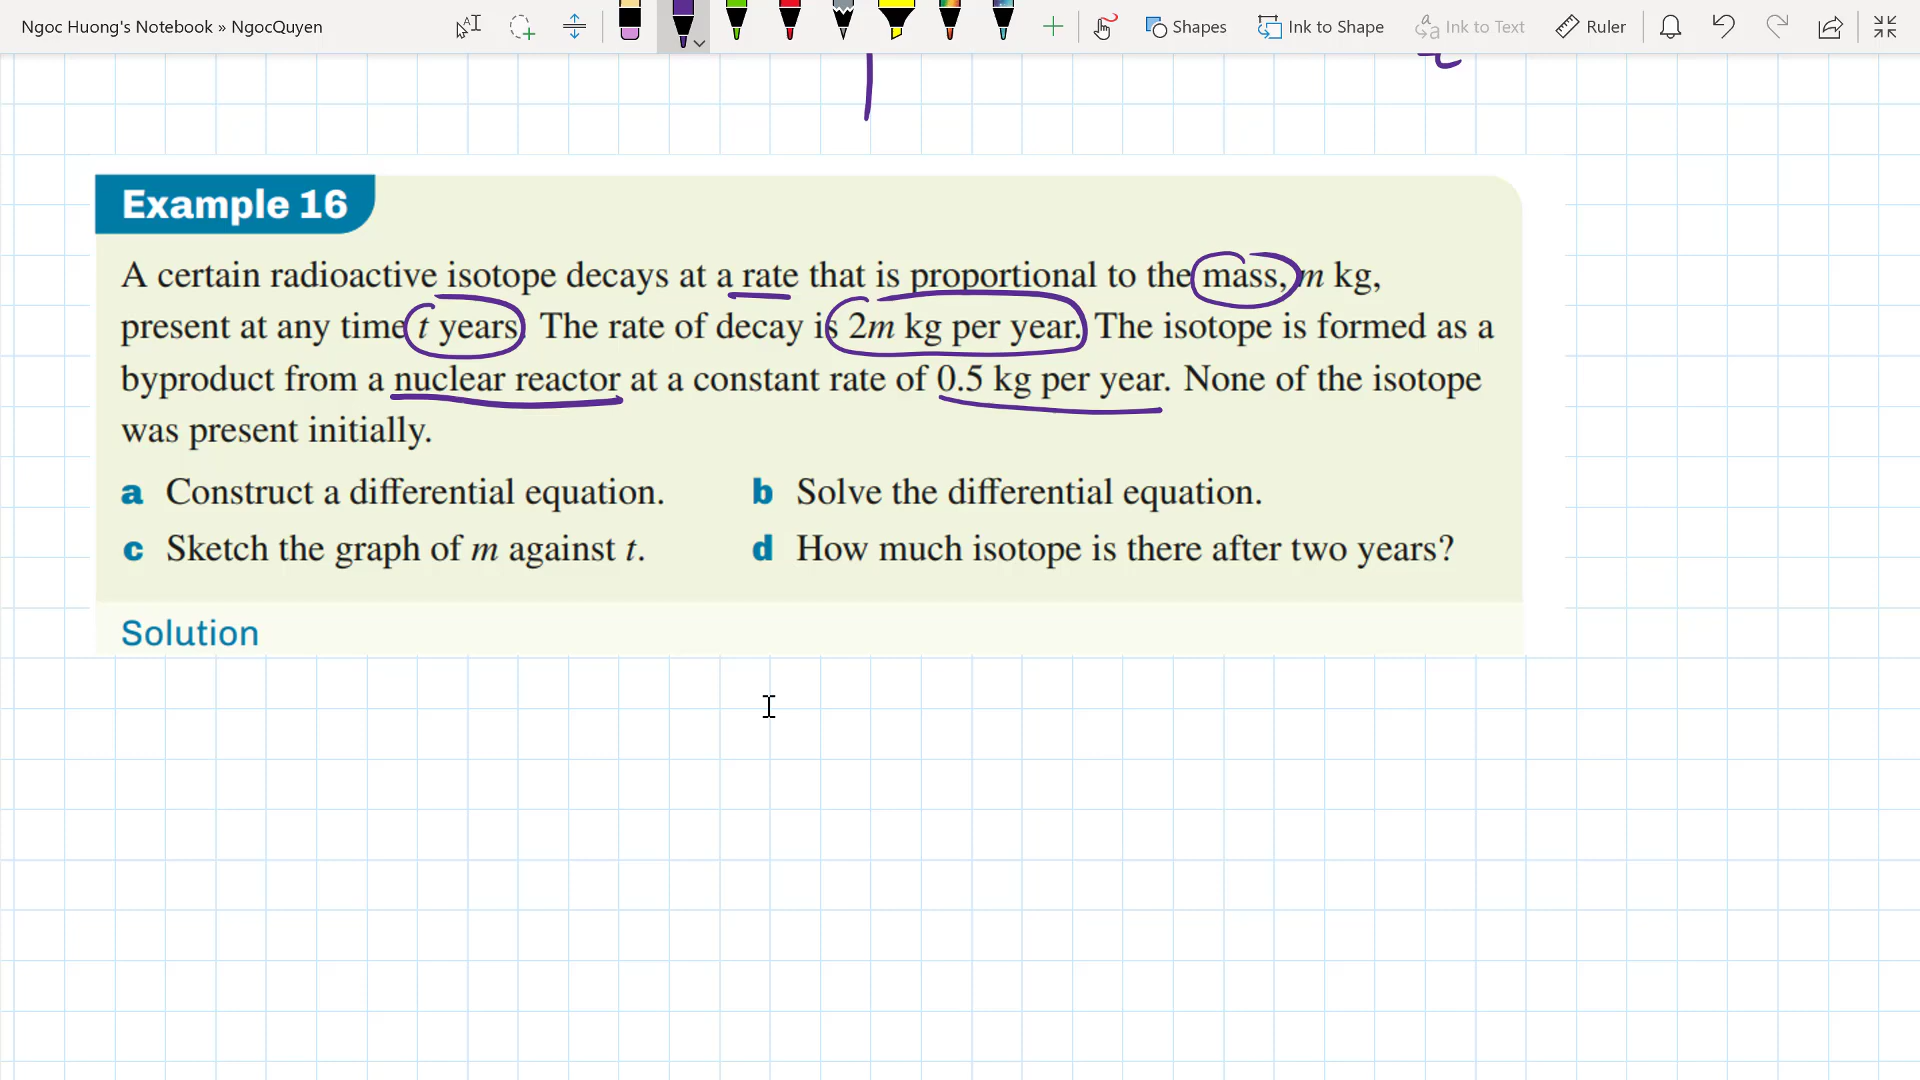 Ngoc Huong's Notebook » NgocQuyen
Shapes
Ink to Shape
Ink to Text
Ruler
Example 16
A certain radioactive isotope decays at a rate that is proportional to the mass, m kg,
present at any time t years. The rate of decay is 2m kg per year. The isotope is formed as a
byproduct from a nuclear reactor at a constant rate of 0.5 kg per year. None of the isotope
was present initially.
a Construct a differential equation. b Solve the differential equation.
c Sketch the graph of m against t. d How much isotope is there after two years?
Solution